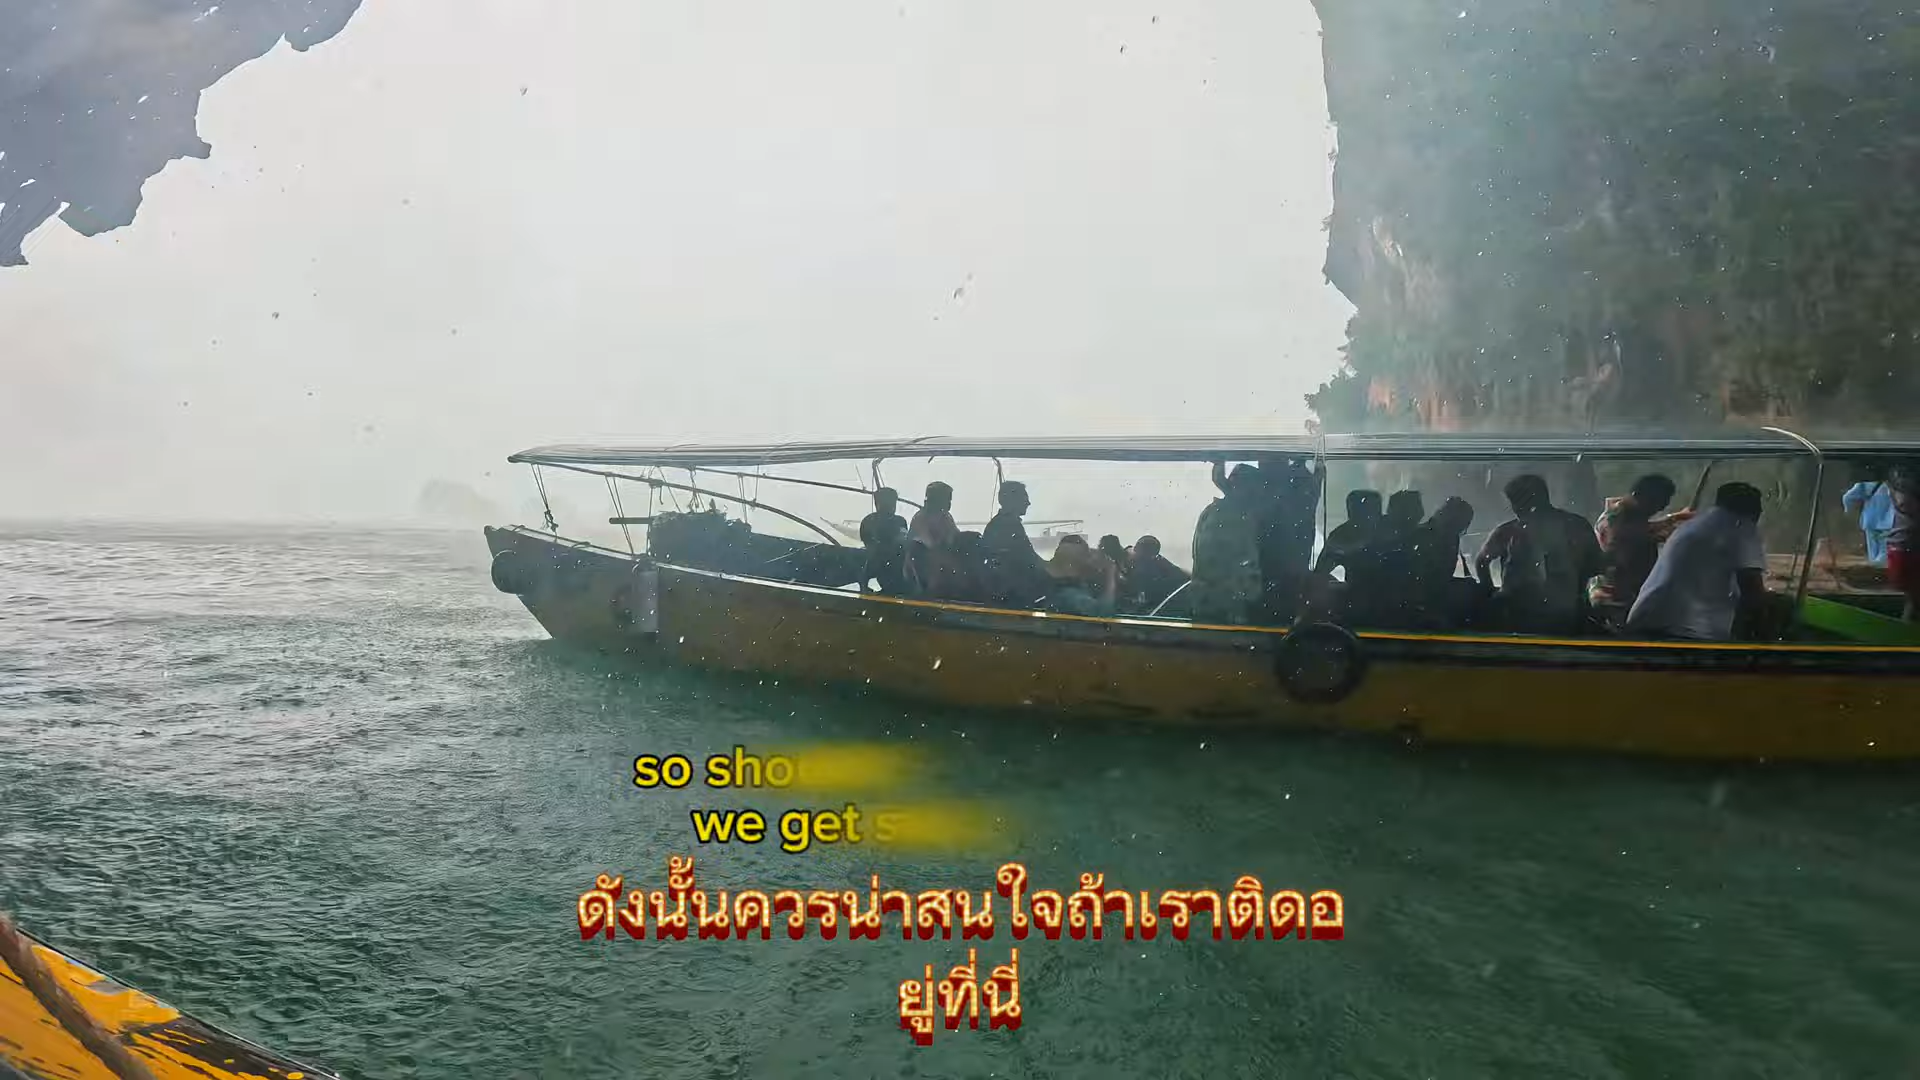 so
we get
ดังนั้นควรน่าสนใจถ้าเราติดอ
ยู่ที่นี่